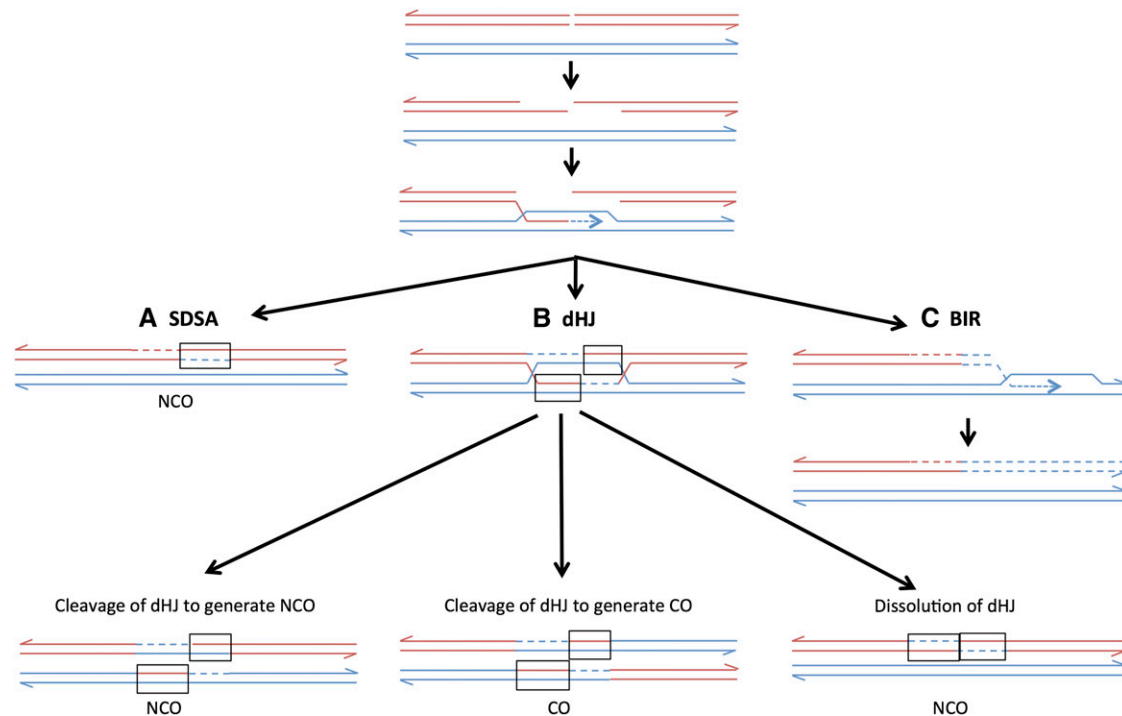 A SDSA
B dHJ
C BIR
NCO
Cleavage of dHJ to generate NCO
Cleavage of dHJ to generate CO
Dissolution of dHJ
NCO
CO
NCO